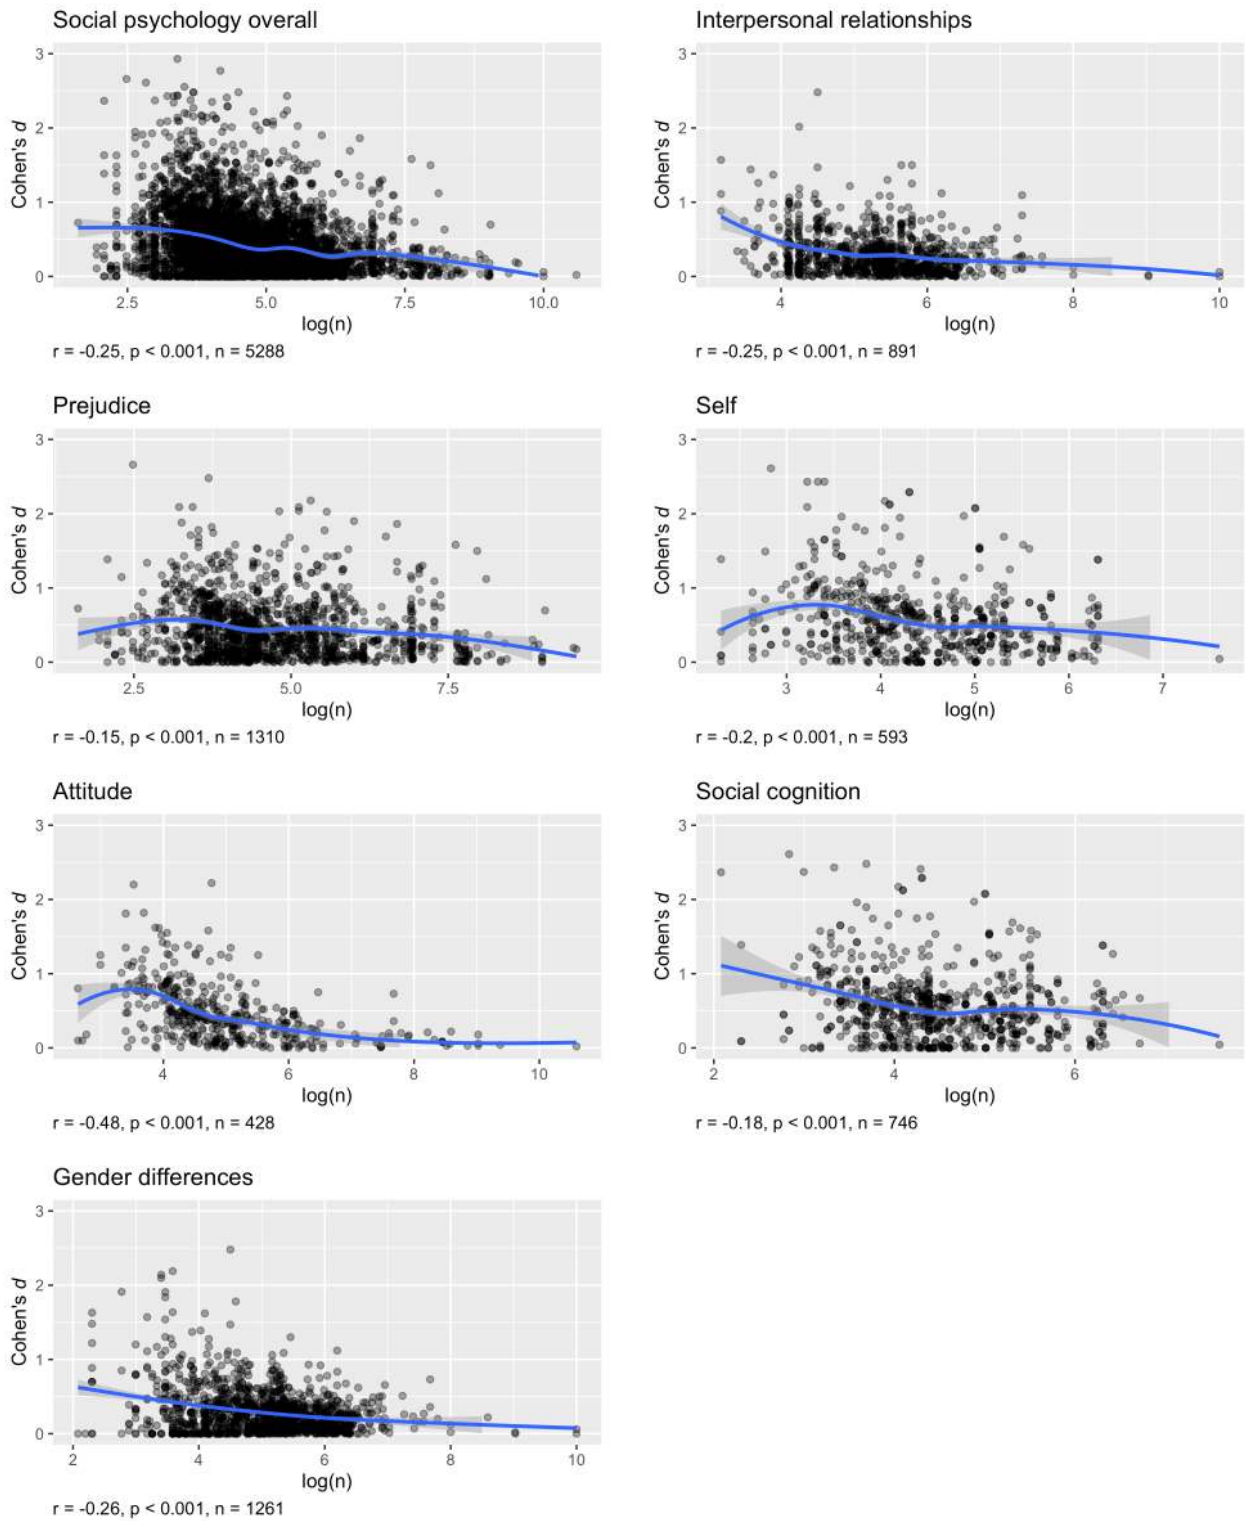 Social psychology overall
3
2
1
0
Cohen's d
2.5 5.0 7.5 10.0
log(n)
r = -0.25, p < 0.001, n = 5288
Interpersonal relationships
3
2
1
0
Cohen's d
4 6 8 10
log(n)
r = -0.25, p < 0.001, n = 891
Prejudice
3
2
1
0
Cohen's d
2.5 5.0 7.5
log(n)
r = -0.15, p < 0.001, n = 1310
Self
3
2
1
0
Cohen's d
3 4 5 6 7
log(n)
r = -0.2, p < 0.001, n = 593
Attitude
3
2
1
0
Cohen's d
4 6 8 10
log(n)
r = -0.48, p < 0.001, n = 428
Social cognition
3
2
1
0
Cohen's d
2 4 6
log(n)
r = -0.18, p < 0.001, n = 746
Gender differences
3
2
1
0
Cohen's d
2 4 6 8 10
log(n)
r = -0.26, p < 0.001, n = 1261